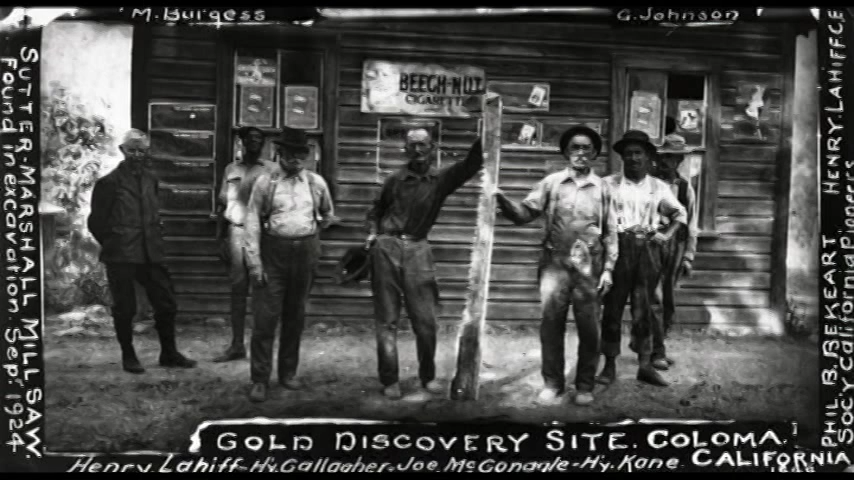 M. Burgess
G. Johnson
BEECH-NUT
CIGARETTES
SUTTER-MARSHALL MILL SAW.
Found in excavation. Sep. 1924
HENRY. LAHIFFCE
PHIL. B. BEKEART
Soc'y California Pioneers
GOLD DISCOVERY SITE. COLOMA.
CALIFORNIA
Henry Lahiff-Hy. Gallagher-Joe McGonagle-Hy. Kane